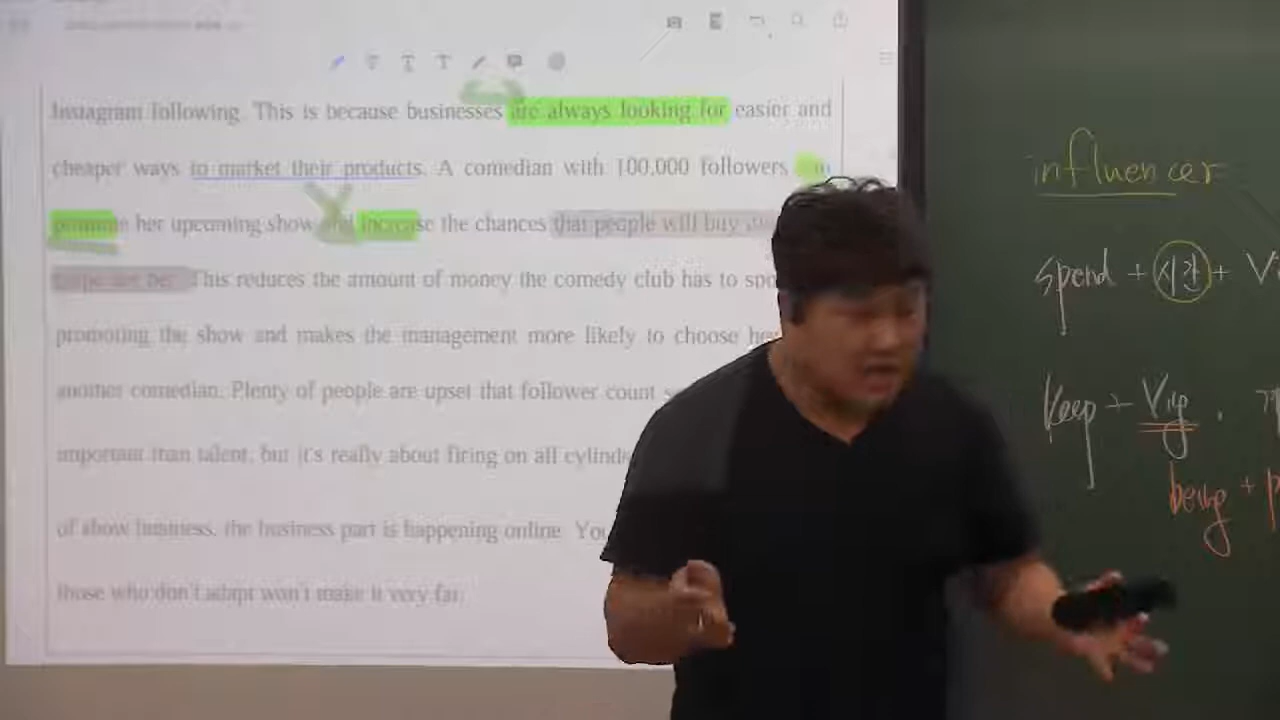 Instagram following. This is because businesses are always looking for easier and
cheaper ways to market their products. A comedian with 100,000 followers
her upcoming show and increase the chances that people will buy
This reduces the amount of money the comedy club has to
promoting the show and makes the management more likely to choose
another comedian. Plenty of people are upset that follower count
important than talent, but it's really about firing on all
of show business, the business part is happening online.
those who don't adapt won't make it very far.
influencer
spend + 시간 +
keep + Ving .
being +